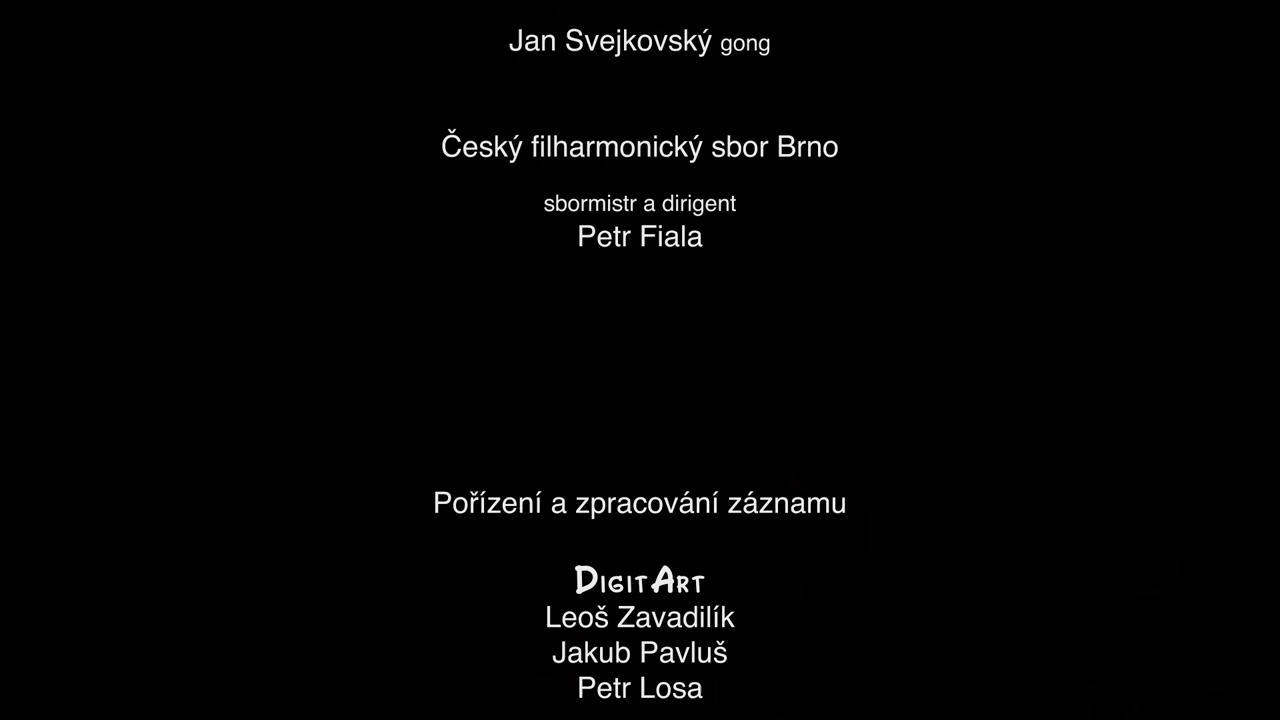 Jan Svejkovský gong
Český filharmonický sbor Brno
sbormistr a dirigent
Petr Fiala
Pořízení a zpracování záznamu
DigitArt
Leoš Zavadilík
Jakub Pavluš
Petr Losa